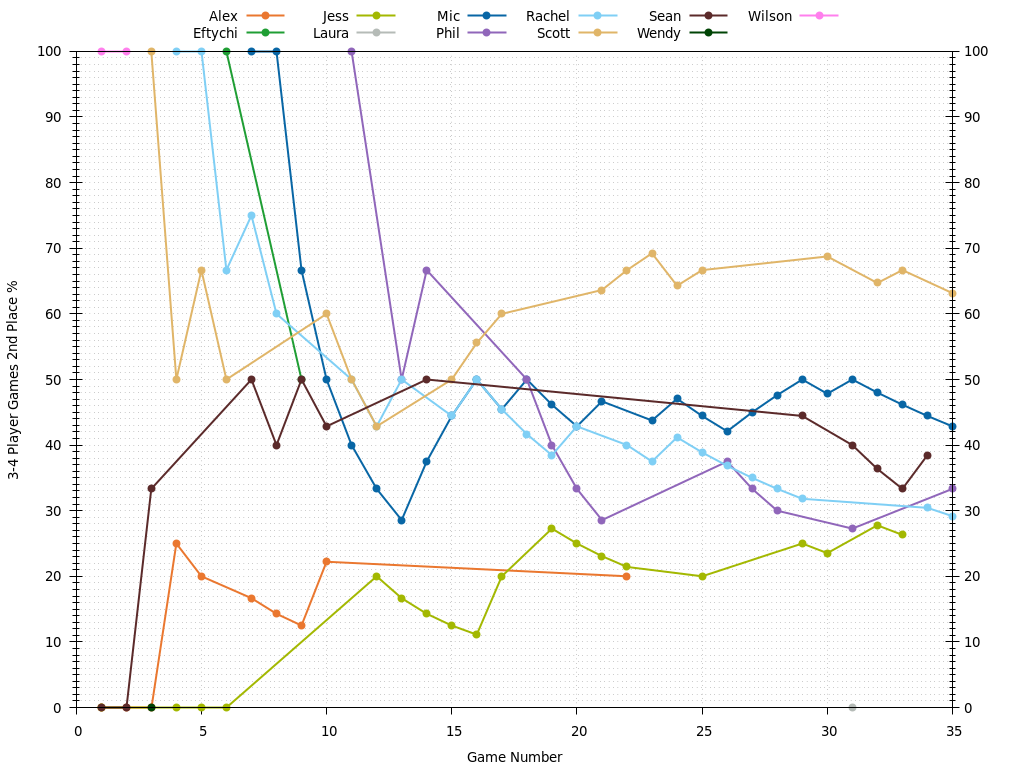 Alex Jess Mic Rachel Sean Wilson
Eftychi Laura Phil Scott Wendy
100 100
90 90
80 80
70 70
60 60
50 50
40 40
30 30
20 20
10 10
0 0
3-4 Player Games 2nd Place %
0 5 10 15 20 25 30 35
Game Number